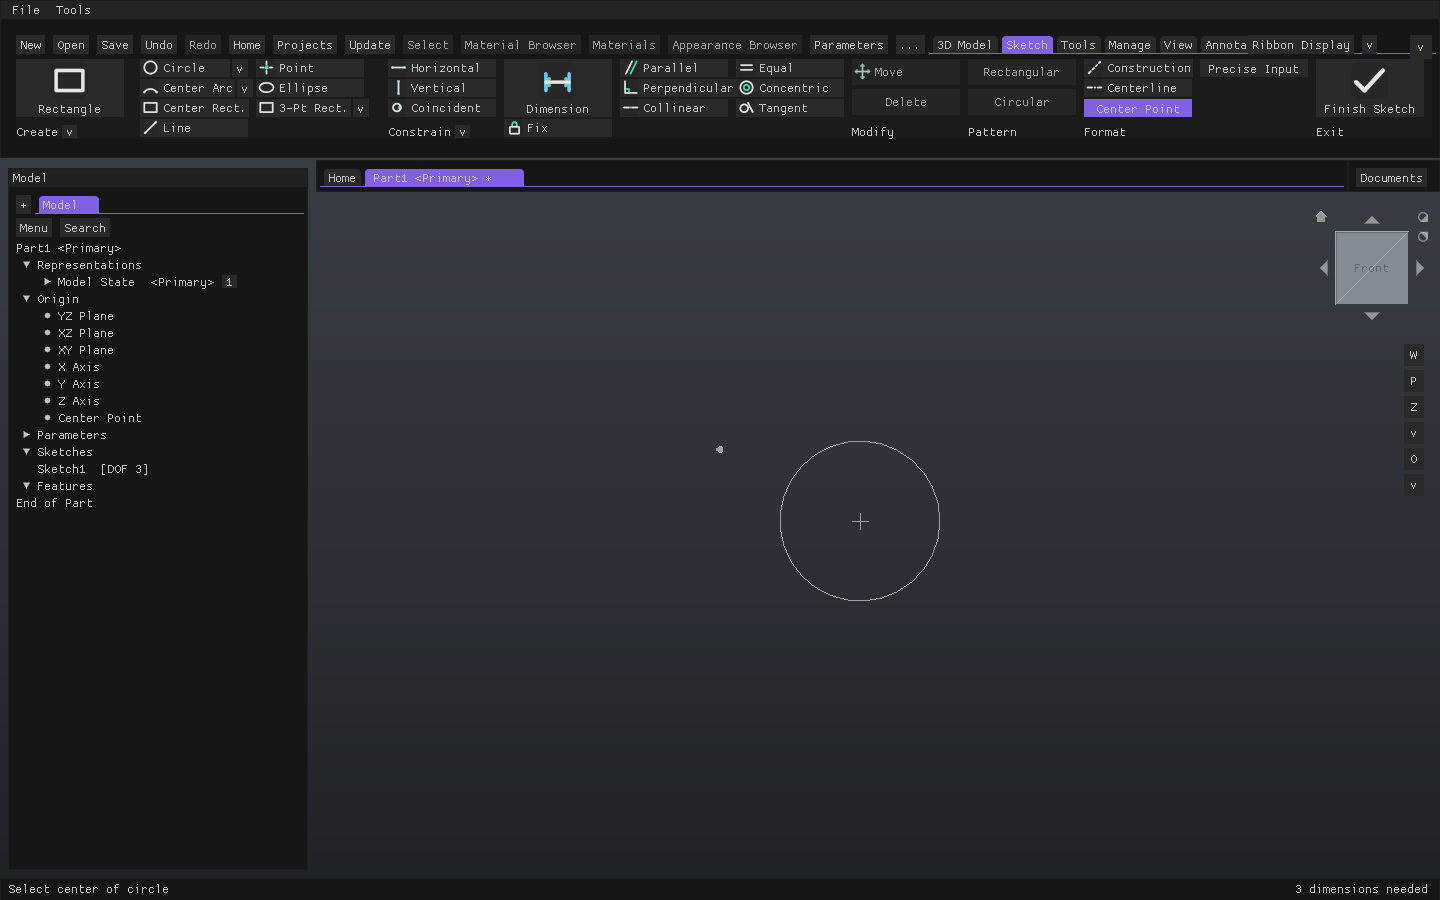 File Tools
New Open Save Undo Redo Home Projects Update Select Material Browser Materials Appearance Browser Parameters ... 3D Model Sketch Tools Manage View Annota Ribbon Display v v
Rectangle
Create v
Circle v Point
Center Arc v Ellipse
Center Rect. 3-Pt Rect. v
Line
Horizontal
Vertical
Coincident
Constrain v
Dimension
Fix
Parallel Equal
Perpendicular Concentric
Collinear Tangent
Move
Delete
Modify
Rectangular
Circular
Pattern
Construction
Centerline
Center Point
Format
Precise Input
Finish Sketch
Exit
Model
+ Model
Menu Search
Part1 <Primary>
Representations
Model State <Primary> 1
Origin
YZ Plane
XZ Plane
XY Plane
X Axis
Y Axis
Z Axis
Center Point
Parameters
Sketches
Sketch1 [DOF 3]
Features
End of Part
Home Part1 <Primary> * Documents
Front
W
P
Z
v
O
v
Select center of circle
3 dimensions needed